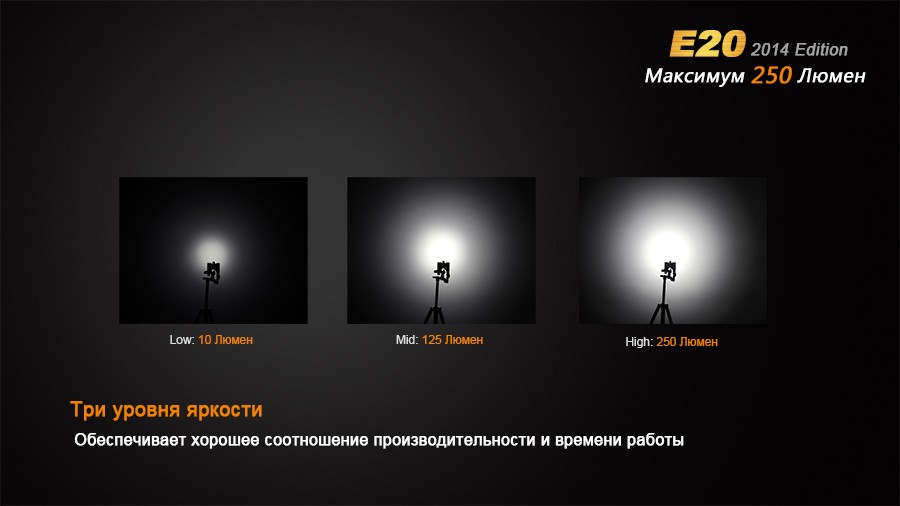 E20 2014 Edition
Максимум 250 Люмен
Low: 10 Люмен
Mid: 125 Люмен
High: 250 Люмен
Три уровня яркости
Обеспечивает хорошее соотношение производительности и времени работы